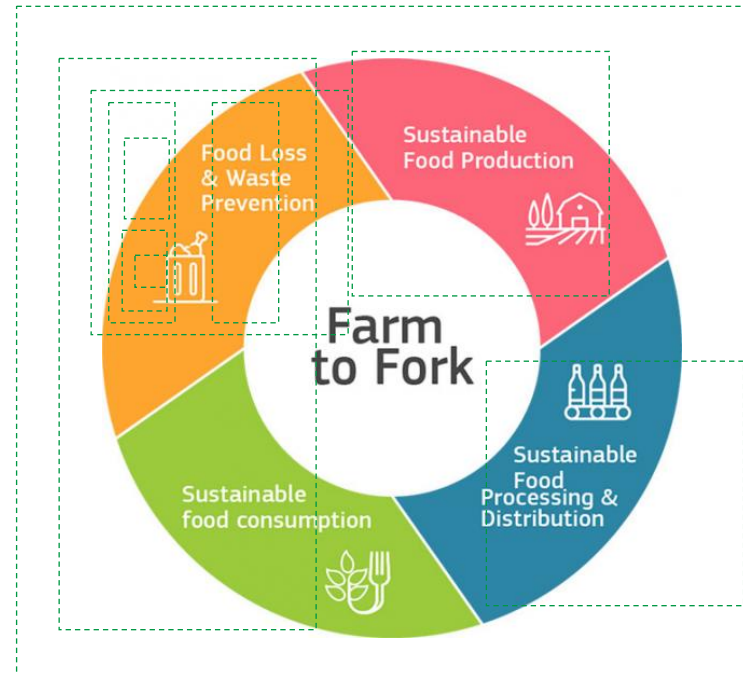 Sustainable
Food Production
Food Loss
& Waste
Prevention
Farm
to Fork
Sustainable
Food
Processing &
Distribution
Sustainable
food consumption